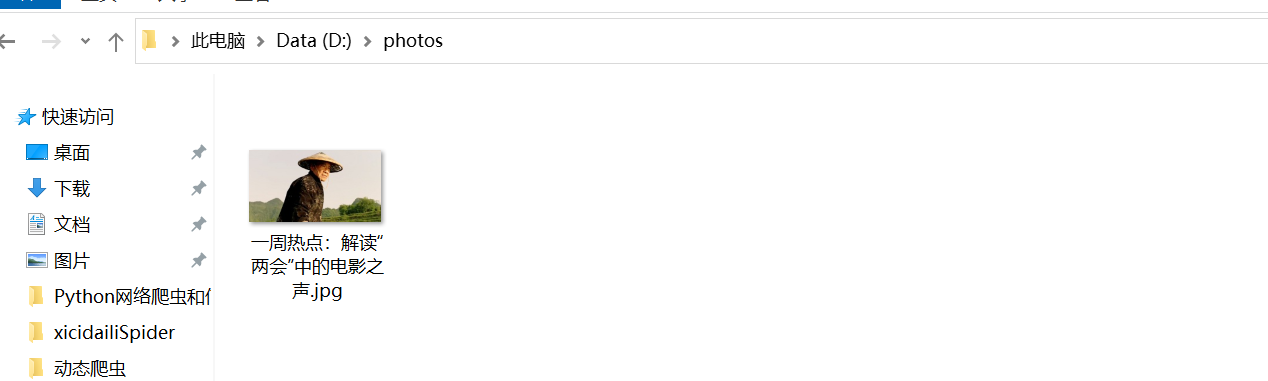 此电脑 Data (D:) photos
快速访问
桌面
下载
文档
图片
Python网络爬虫和
xicidailiSpider
动态爬虫
一周热点：解读“
两会”中的电影之
声.jpg